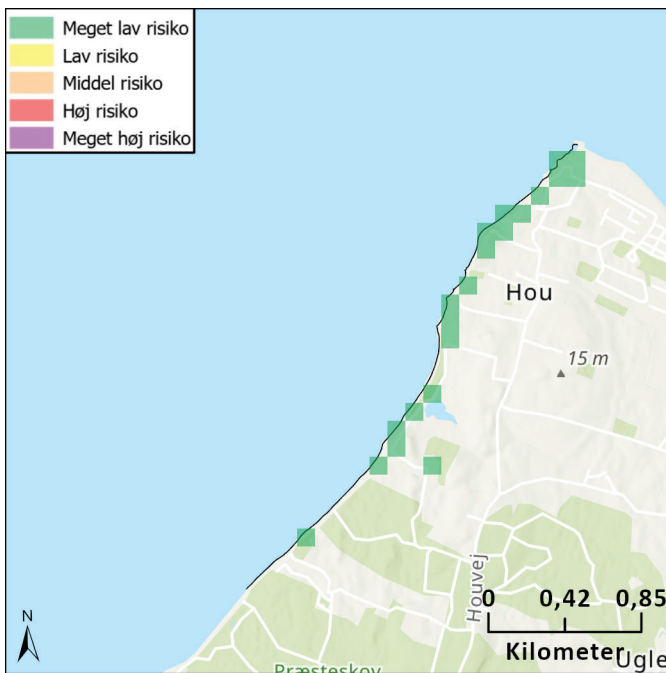 Meget lav risiko
Lav risiko
Middel risiko
Høj risiko
Meget høj risiko
Hou
15 m
Houvej
N
0 0,42 0,85
Kilometer
Ugle
Præsteskov